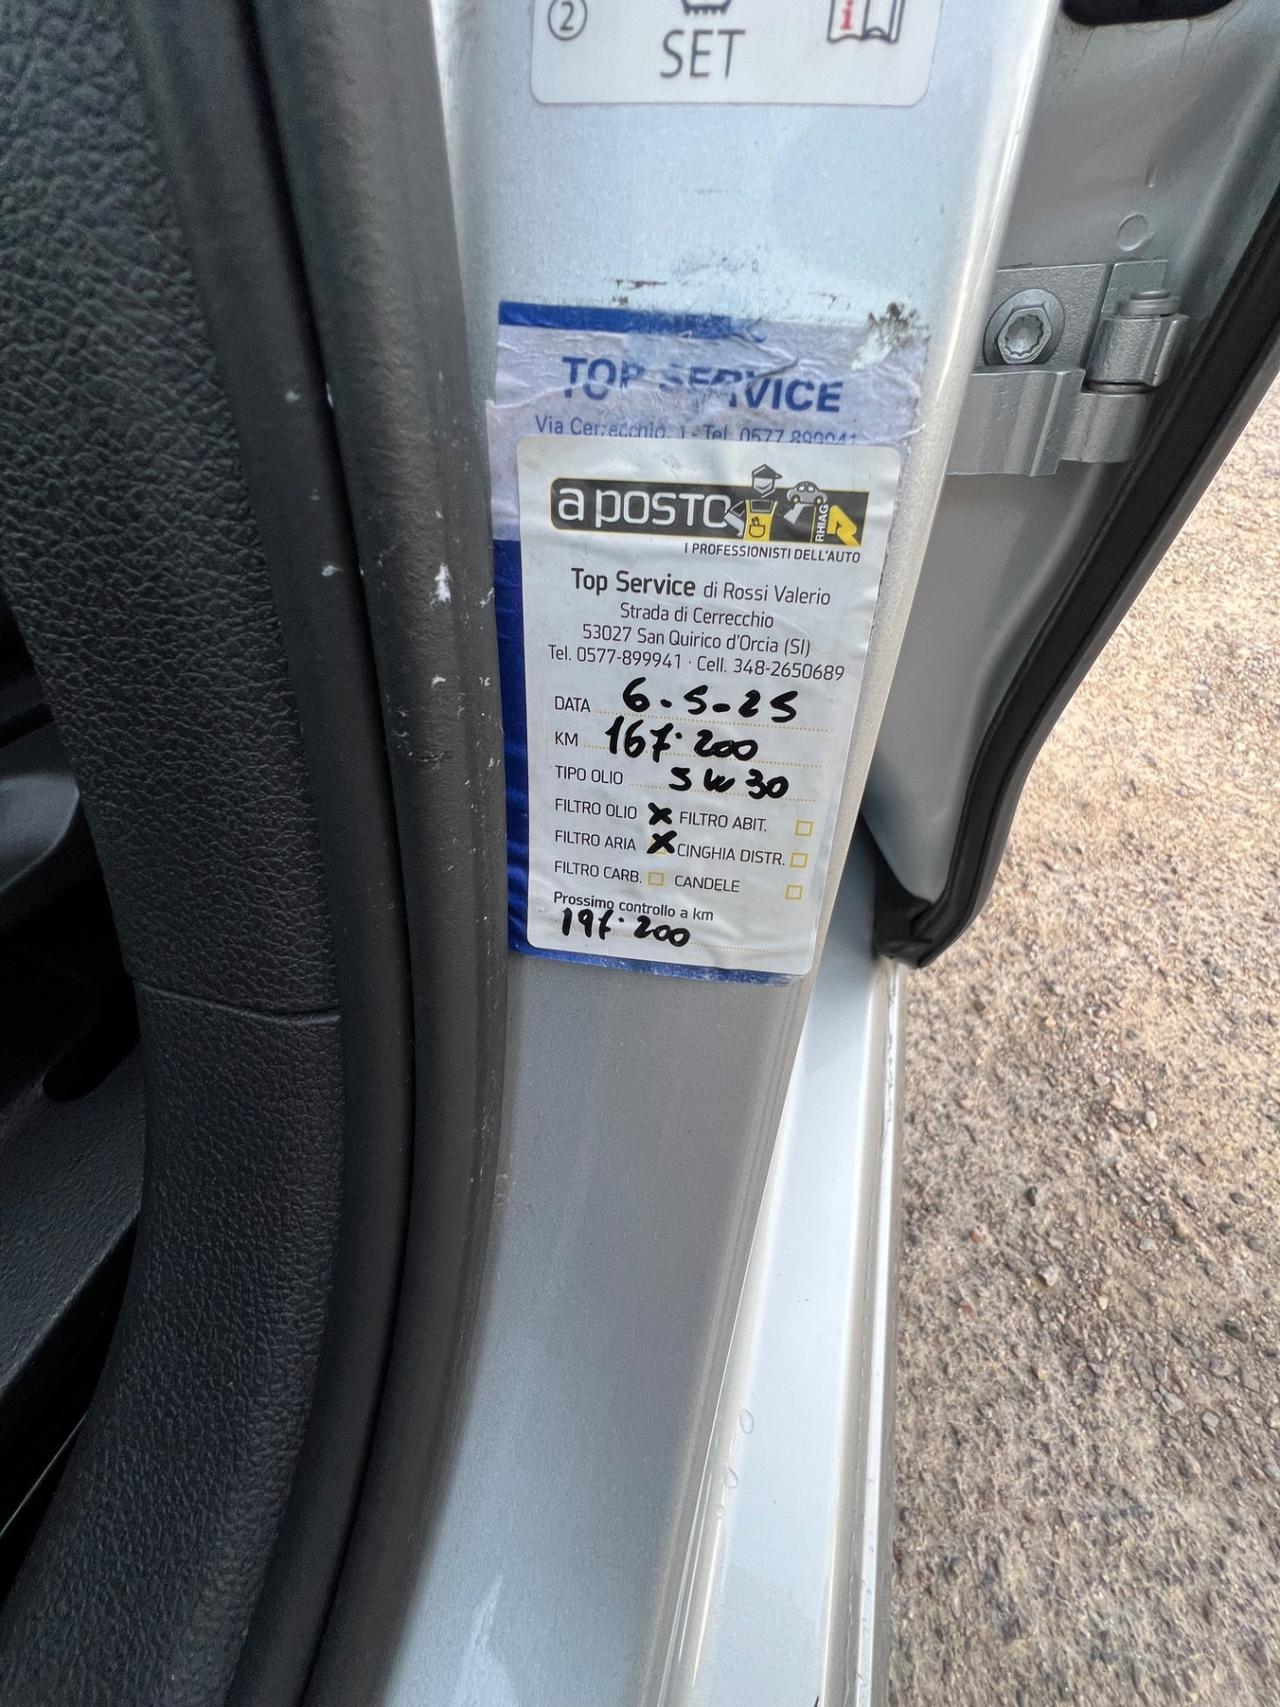 2
SET
TOP SERVICE
Via Cerrecchio, 1 - Tel. 0577 899941
a posto
RHIAG
I PROFESSIONISTI DELL'AUTO
Top Service di Rossi Valerio
Strada di Cerrecchio
53027 San Quirico d'Orcia (SI)
Tel. 0577-899941 · Cell. 348-2650689
DATA 6-5-25
KM 167.200
TIPO OLIO 5W30
FILTRO OLIO X FILTRO ABIT.
FILTRO ARIA X CINGHIA DISTR.
FILTRO CARB. CANDELE
Prossimo controllo a km
197.200